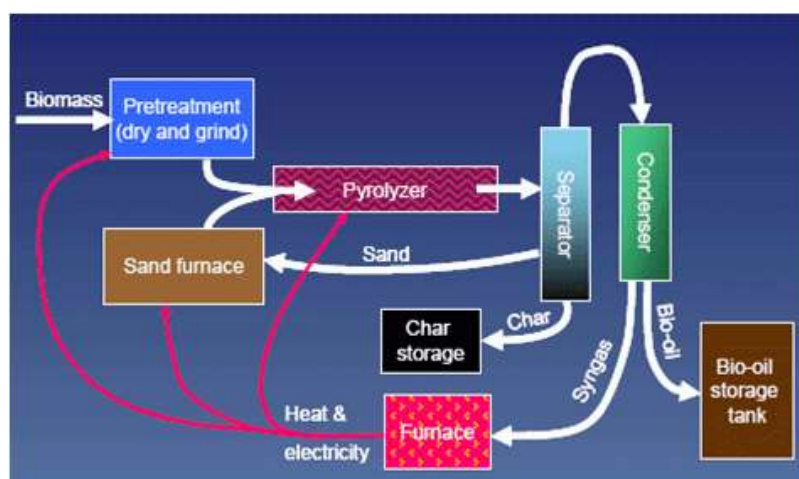 Biomass
Pretreatment
(dry and grind)
Pyrolyzer
Separator
Condenser
Sand furnace
Sand
Char
storage
Char
Syngas
Bio-oil
Bio-oil
storage
tank
Heat &
electricity
Furnace